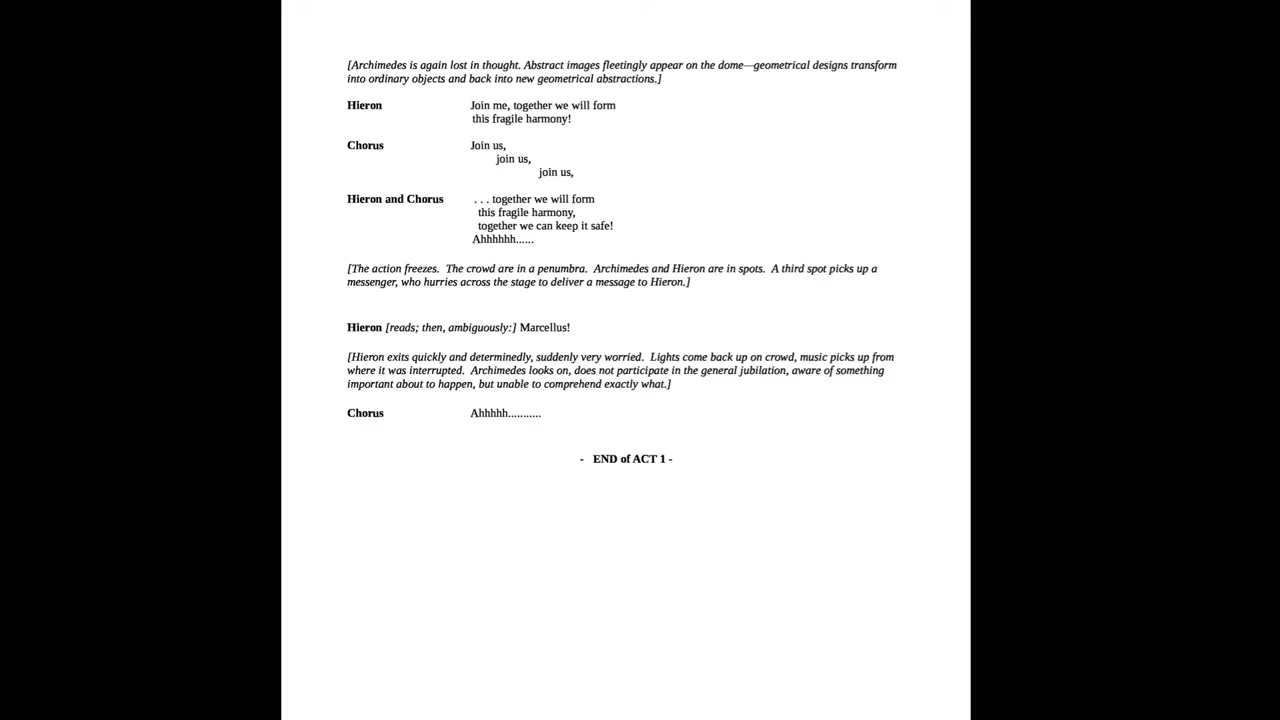 [Archimedes is again lost in thought. Abstract images fleetingly appear on the dome—geometrical designs transform
into ordinary objects and back into new geometrical abstractions.]
Hieron Join me, together we will form
this fragile harmony!
Chorus Join us,
join us,
join us,
Hieron and Chorus . . . together we will form
this fragile harmony,
together we can keep it safe!
Ahhhhhh......
[The action freezes.  The crowd are in a penumbra.  Archimedes and Hieron are in spots.  A third spot picks up a
messenger, who hurries across the stage to deliver a message to Hieron.]
Hieron [reads; then, ambiguously:] Marcellus!
[Hieron exits quickly and determinedly, suddenly very worried.  Lights come back up on crowd, music picks up from
where it was interrupted.  Archimedes looks on, does not participate in the general jubilation, aware of something
important about to happen, but unable to comprehend exactly what.]
Chorus Ahhhhh...........
-   END of ACT 1 -